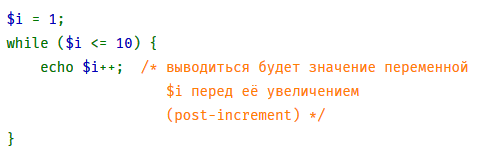 $i = 1;
while ($i <= 10) {
    echo $i++;  /* выводиться будет значение переменной
                   $i перед её увеличением
                   (post-increment) */
}